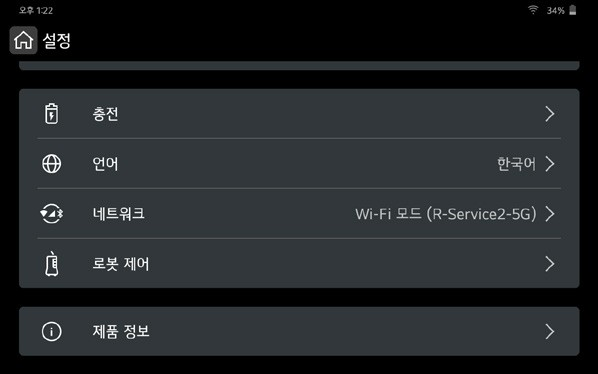 오후 1:22 34%
설정
충전
언어 한국어
네트워크 Wi-Fi 모드 (R-Service2-5G)
로봇 제어
제품 정보